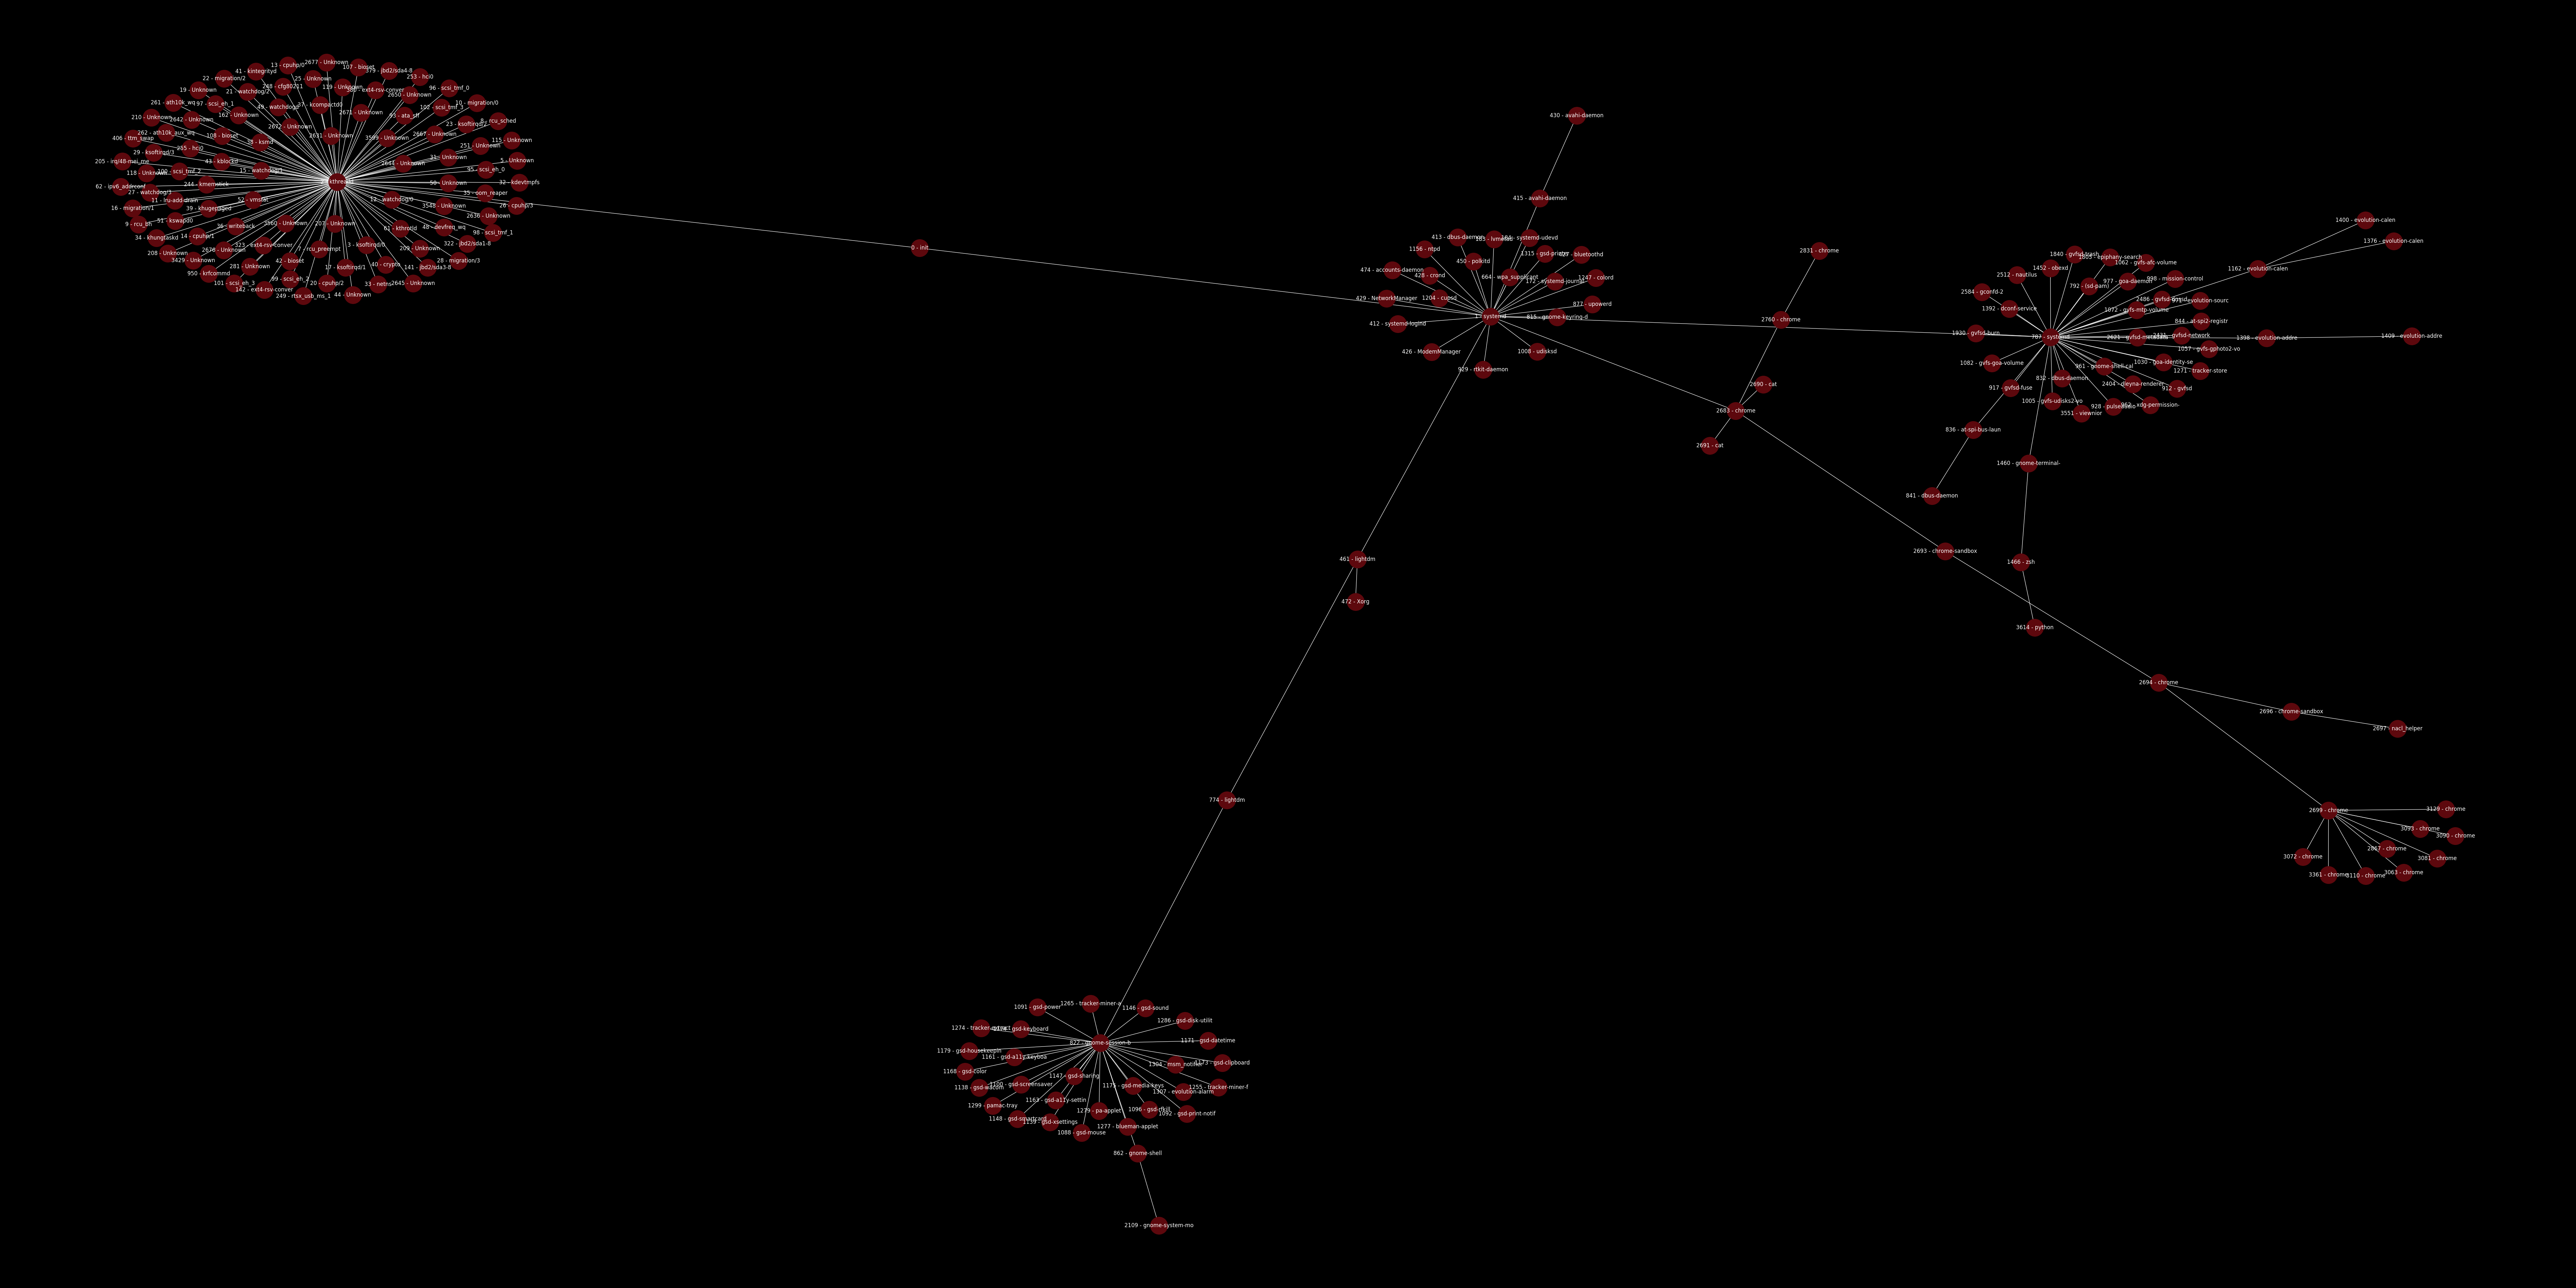 13 - cpuhp/0
2677 - Unknown
107 - bioset
379 - jbd2/sda4-8
41 - kintegrityd
22 - migration/2
25 - Unknown
253 - hci0
19 - Unknown
21 - watchdog/2
248 - cfg80211
119 - Unknown
ext4-rsv-conver
2650 - Unknown
96 - scsi_tmf_0
261 - ath10k_wq
97 - scsi_eh_1
49 - watchdogd
37 - kcompactd0
102 - scsi_tmf_3
10 - migration/0
210 - Unknown
2642 - Unknown
162 - Unknown
2671 - Unknown
93 - ata_sff
23 - ksoftirqd/2
8 - rcu_sched
406 - ttm_swap
262 - ath10k_aux_wq
108 - bioset
2672 - Unknown
2631 - Unknown
3599 - Unknown
2667 - Unknown
115 - Unknown
29 - ksoftirqd/3
255 - hci0
38 - ksmd
251 - Unknown
205 - irq/48-mei_me
43 - kblockd
2644 - Unknown
31 - Unknown
5 - Unknown
118 - Unknown
100 - scsi_tmf_2
15 - watchdog/1
95 - scsi_eh_0
62 - ipv6_addrconf
244 - kmemstick
kthreadd
50 - Unknown
32 - kdevtmpfs
27 - watchdog/3
11 - lru-add-drain
52 - vmstat
12 - watchdog/0
35 - oom_reaper
16 - migration/1
39 - khugepaged
3548 - Unknown
26 - cpuhp/3
9 - rcu_bh
51 - kswapd0
36 - writeback
3360 - Unknown
207 - Unknown
61 - kthrotld
48 - devfreq_wq
2636 - Unknown
34 - khungtaskd
14 - cpuhp/1
98 - scsi_tmf_1
208 - Unknown
2676 - Unknown
323 - ext4-rsv-conver
7 - rcu_preempt
3 - ksoftirqd/0
209 - Unknown
322 - jbd2/sda1-8
3429 - Unknown
281 - Unknown
42 - bioset
17 - ksoftirqd/1
40 - crypto
141 - jbd2/sda3-8
28 - migration/3
950 - krfcommd
101 - scsi_eh_3
99 - scsi_eh_2
20 - cpuhp/2
33 - netns
2645 - Unknown
142 - ext4-rsv-conver
249 - rtsx_usb_ms_1
44 - Unknown
0 - init
430 - avahi-daemon
415 - avahi-daemon
413 - dbus-daemon
systemd-udevd
1156 - ntpd
1315 - gsd-printer
bluetoothd
450 - polkitd
474 - accounts-daemon
428 - crond
664 - wpa_supplicant
172 - systemd-journal
1247 - colord
429 - NetworkManager
1204 - cupsd
877 - upowerd
1 - systemd
815 - gnome-keyring-d
412 - systemd-logind
426 - ModemManager
1008 - udisksd
929 - rtkit-daemon
2831 - chrome
2760 - chrome
2690 - cat
2683 - chrome
2691 - cat
1400 - evolution-calen
1376 - evolution-calen
1162 - evolution-calen
1840 - gvfsd-trash
epiphany-search
1062 - gvfs-afc-volume
1452 - obexd
2512 - nautilus
998 - mission-control
977 - goa-daemon
792 - (sd-pam)
2584 - gconfd-2
evolution-sourc
1392 - dconf-service
1072 - gvfs-mtp-volume
844 - at-spi2-registr
1930 - gvfsd-burn
787 - systemd
gvfsd-network
1398 - evolution-addre
1409 - evolution-addre
1057 - gvfs-gphoto2-vo
1082 - gvfs-goa-volume
1030 - goa-identity-se
961 - gnome-shell-cal
1271 - tracker-store
832 - dbus-daemon
2404 - dleyna-renderer
912 - gvfsd
917 - gvfsd-fuse
1005 - gvfs-udisks2-vo
928 - pulseaudio
xdg-permission-
3551 - viewnior
836 - at-spi-bus-laun
1460 - gnome-terminal-
841 - dbus-daemon
461 - lightdm
472 - Xorg
2693 - chrome-sandbox
1466 - zsh
3614 - python
2694 - chrome
2696 - chrome-sandbox
2697 - nacl_helper
774 - lightdm
2699 - chrome
3129 - chrome
3093 - chrome
3090 - chrome
2867 - chrome
3072 - chrome
3081 - chrome
3361 - chrome
3110 - chrome
3063 - chrome
1091 - gsd-power
1265 - tracker-miner-a
1146 - gsd-sound
1286 - gsd-disk-utilit
gsd-keyboard
822 - gnome-session-b
1171 - gsd-datetime
1179 - gsd-housekeepin
1161 - gsd-a11y-keyboa
1304 - msm_notifier
1173 - gsd-clipboard
1168 - gsd-color
1147 - gsd-sharing
1138 - gsd-wacom
1100 - gsd-screensaver
1175 - gsd-media-keys
1307 - evolution-alarm
1255 - tracker-miner-f
1299 - pamac-tray
1163 - gsd-a11y-settin
1279 - pa-applet
1096 - gsd-rfkill
1092 - gsd-print-notif
1148 - gsd-smartcard
1139 - gsd-xsettings
1277 - blueman-applet
1088 - gsd-mouse
862 - gnome-shell
2109 - gnome-system-mo